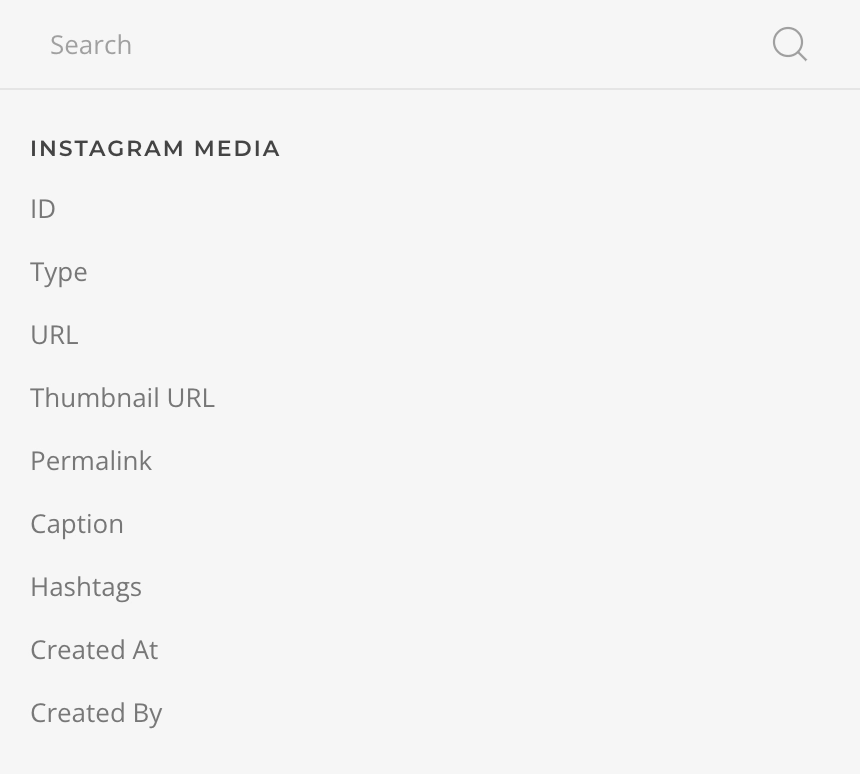 Search
INSTAGRAM MEDIA
ID
Type
URL
Thumbnail URL
Permalink
Caption
Hashtags
Created At
Created By